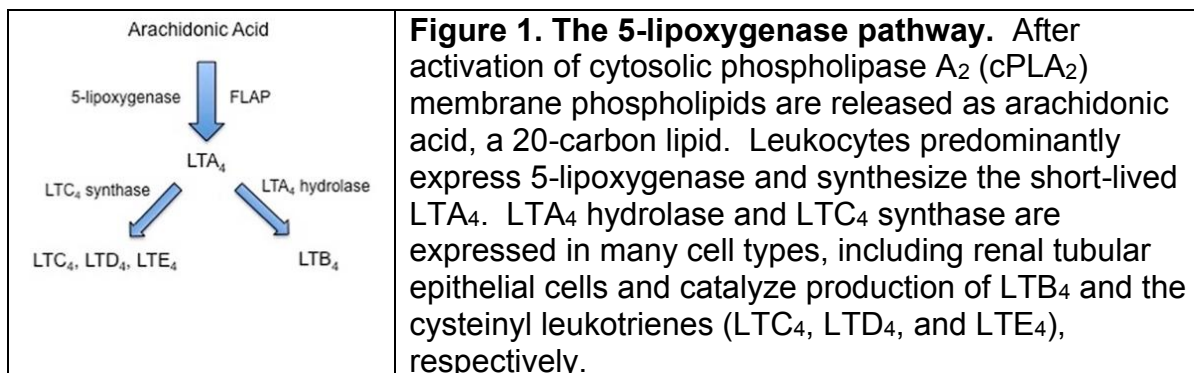 Arachidonic Acid
5-lipoxygenase FLAP
LTA₄
LTC₄ synthase LTA₄ hydrolase
LTC₄, LTD₄, LTE₄ LTB₄
Figure 1. The 5-lipoxygenase pathway. After
activation of cytosolic phospholipase A₂ (cPLA₂)
membrane phospholipids are released as arachidonic
acid, a 20-carbon lipid. Leukocytes predominantly
express 5-lipoxygenase and synthesize the short-lived
LTA₄. LTA₄ hydrolase and LTC₄ synthase are
expressed in many cell types, including renal tubular
epithelial cells and catalyze production of LTB₄ and the
cysteinyl leukotrienes (LTC₄, LTD₄, and LTE₄),
respectively.